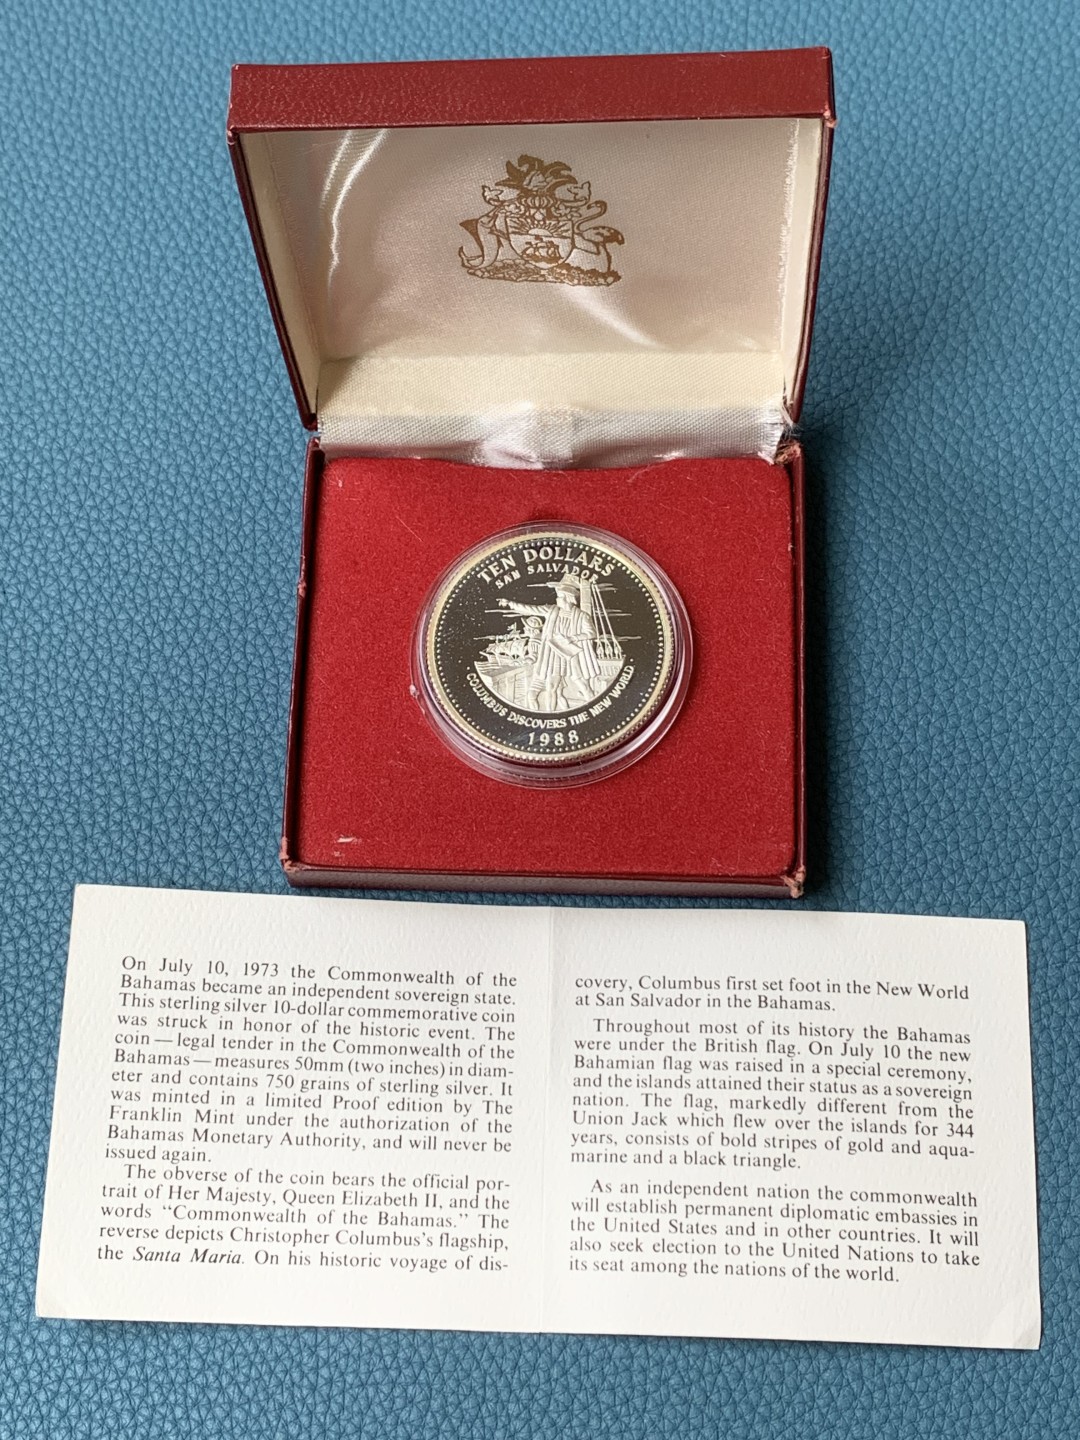 TEN DOLLARS
SAN SALVADOR
COLUMBUS DISCOVERS THE NEW WORLD
1988
On July 10, 1973 the Commonwealth of the
Bahamas became an independent sovereign state.
This sterling silver 10-dollar commemorative coin
was struck in honor of the historic event. The
coin — legal tender in the Commonwealth of the
Bahamas — measures 50mm (two inches) in diam-
eter and contains 750 grains of sterling silver. It
was minted in a limited Proof edition by The
Franklin Mint under the authorization of the
Bahamas Monetary Authority, and will never be
issued again.
The obverse of the coin bears the official por-
trait of Her Majesty, Queen Elizabeth II, and the
words "Commonwealth of the Bahamas." The
reverse depicts Christopher Columbus's flagship,
the Santa Maria. On his historic voyage of dis-
covery, Columbus first set foot in the New World
at San Salvador in the Bahamas.
Throughout most of its history the Bahamas
were under the British flag. On July 10 the new
Bahamian flag was raised in a special ceremony,
and the islands attained their status as a sovereign
nation. The flag, markedly different from the
Union Jack which flew over the islands for 344
years, consists of bold stripes of gold and aqua-
marine and a black triangle.
As an independent nation the commonwealth
will establish permanent diplomatic embassies in
the United States and in other countries. It will
also seek election to the United Nations to take
its seat among the nations of the world.